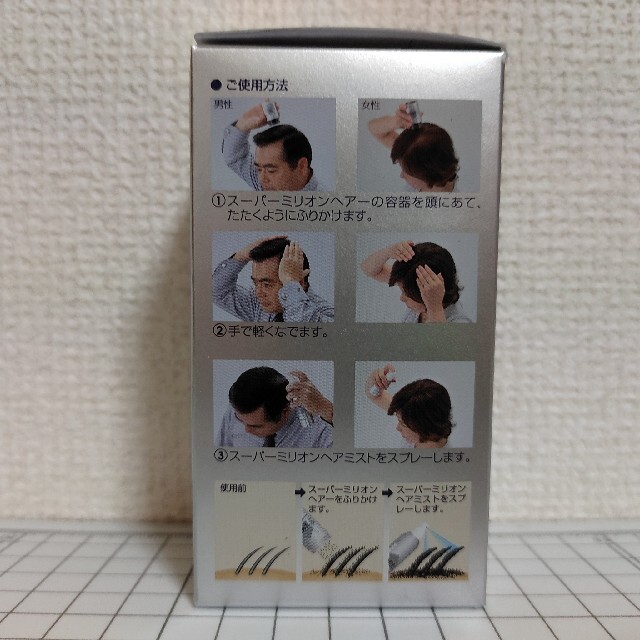 ● ご使用方法
男性
女性
①スーパーミリオンヘアーの容器を頭にあて、
たたくようにふりかけます。
②手で軽くなでます。
③スーパーミリオンヘアミストをスプレーします。
使用前
➡スーパーミリオン
ヘアーをふりかけ
ます。
➡スーパーミリオン
ヘアミストをスプ
レーします。